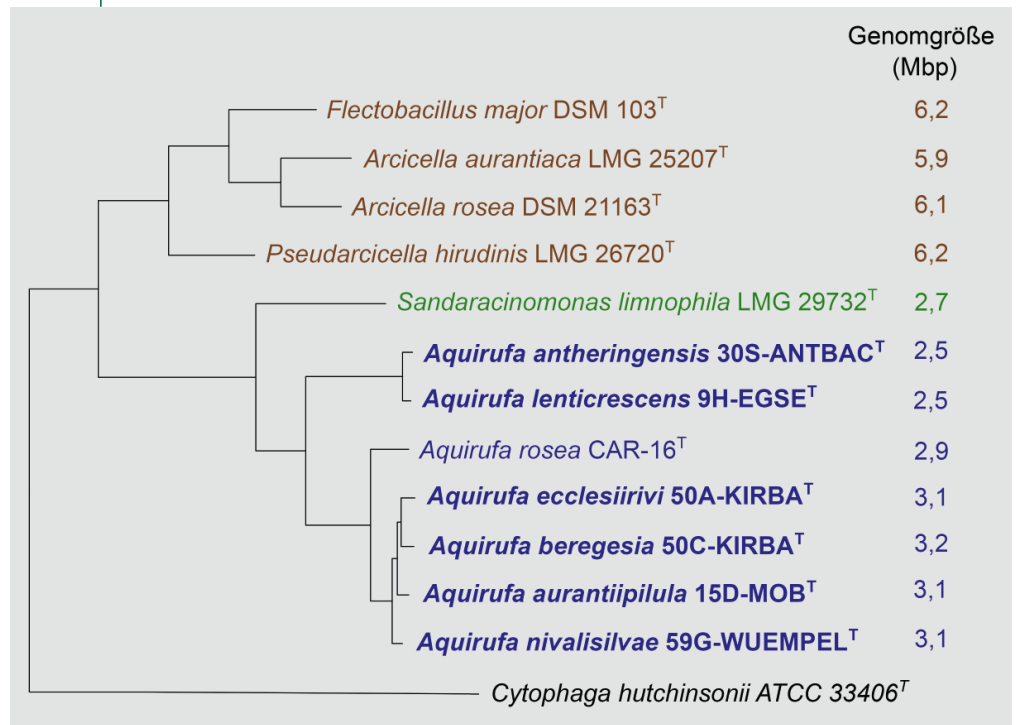 Genomgröße
(Mbp)
Flectobacillus major DSM 103ᵀ 6,2
Arcicella aurantiaca LMG 25207ᵀ 5,9
Arcicella rosea DSM 21163ᵀ 6,1
Pseudarcicella hirudinis LMG 26720ᵀ 6,2
Sandaracinomonas limnophila LMG 29732ᵀ 2,7
Aquirufa antheringensis 30S-ANTBACᵀ 2,5
Aquirufa lenticrescens 9H-EGSEᵀ 2,5
Aquirufa rosea CAR-16ᵀ 2,9
Aquirufa ecclesiirivi 50A-KIRBAᵀ 3,1
Aquirufa beregesia 50C-KIRBAᵀ 3,2
Aquirufa aurantiipilula 15D-MOBᵀ 3,1
Aquirufa nivalisilvae 59G-WUEMPELᵀ 3,1
Cytophaga hutchinsonii ATCC 33406ᵀ